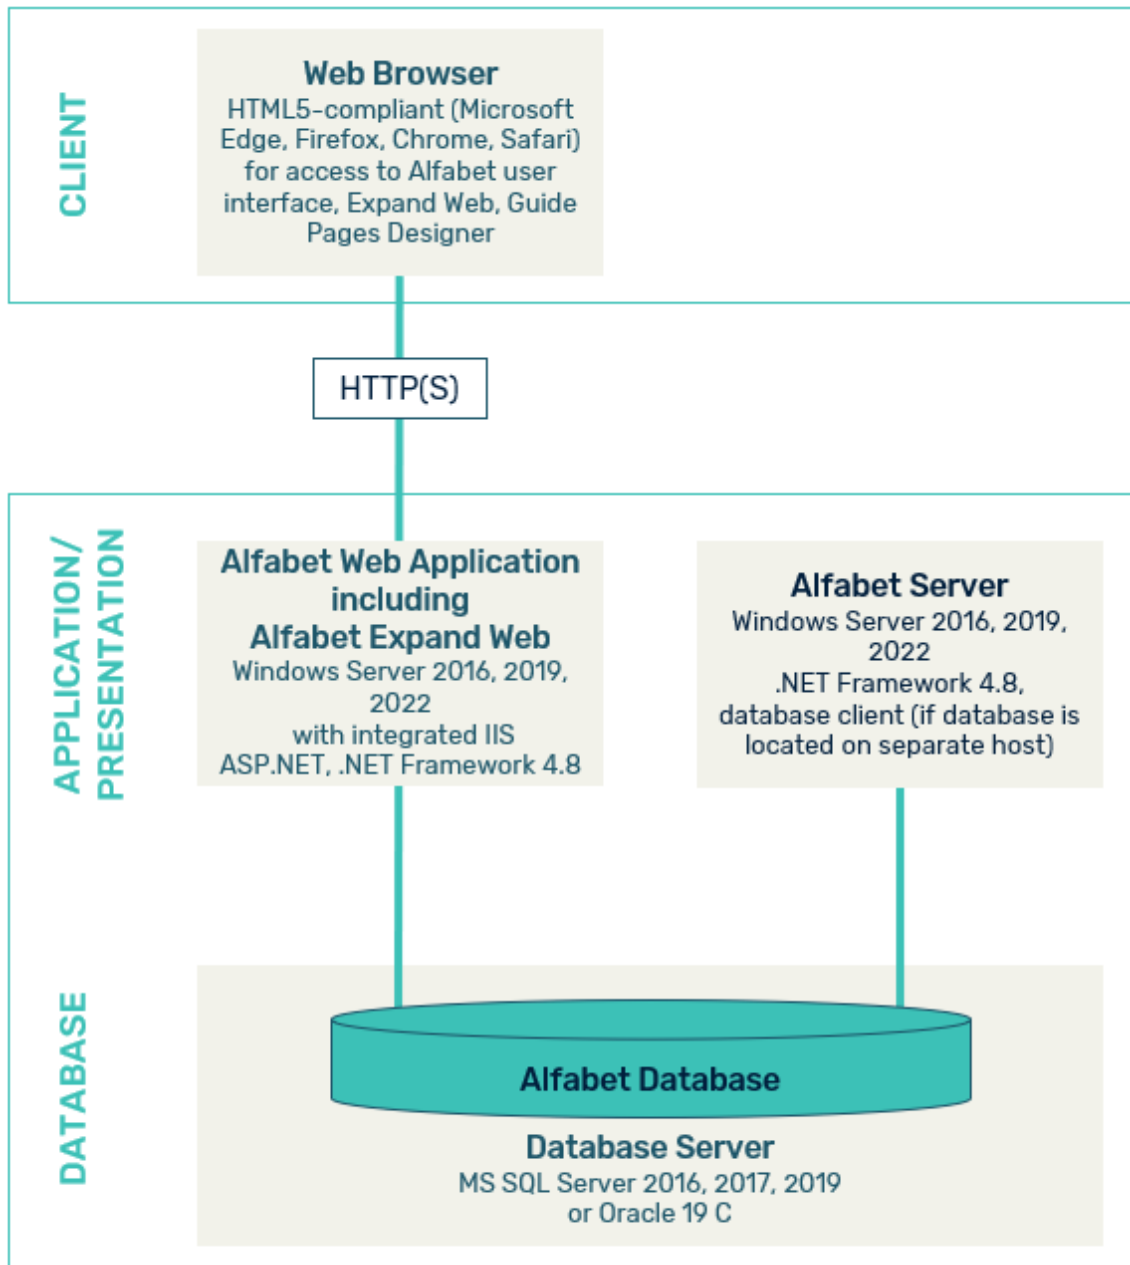 CLIENT
Web Browser
HTML5-compliant (Microsoft
Edge, Firefox, Chrome, Safari)
for access to Alfabet user
interface, Expand Web, Guide
Pages Designer
HTTP(S)
APPLICATION/
PRESENTATION
Alfabet Web Application
including
Alfabet Expand Web
Windows Server 2016, 2019,
2022
with integrated IIS
ASP.NET, .NET Framework 4.8
Alfabet Server
Windows Server 2016, 2019,
2022
.NET Framework 4.8,
database client (if database is
located on separate host)
DATABASE
Alfabet Database
Database Server
MS SQL Server 2016, 2017, 2019
or Oracle 19 C